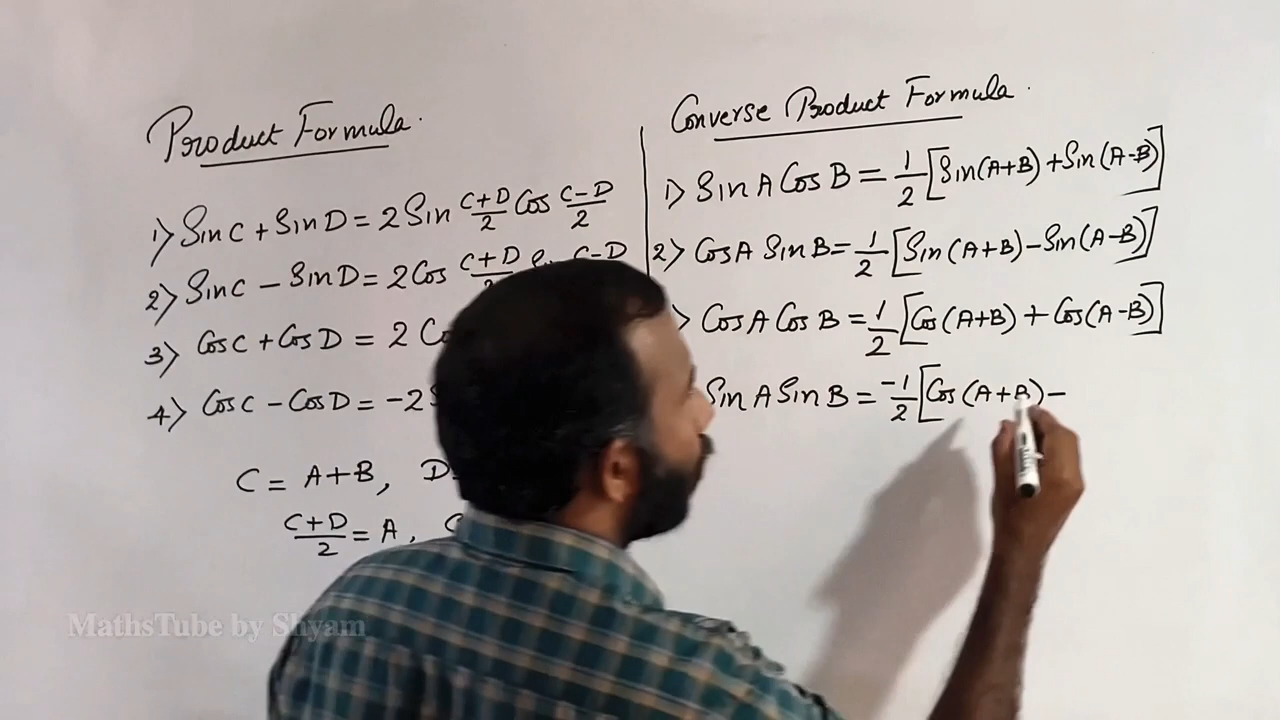 Product Formula.
1) Sin C + Sin D = 2 Sin C+D/2 Cos C-D/2
2) Sin C - Sin D = 2 Cos C+D/2 C-D
3) Cos C + Cos D = 2
4) Cos C - Cos D = -2
C = A+B,
C+D/2 = A,
Converse Product Formula.
1) Sin A Cos B = 1/2 [Sin(A+B) + Sin(A-B)]
2) Cos A Sin B = 1/2 [Sin(A+B) - Sin(A-B)]
) Cos A Cos B = 1/2 [Cos(A+B) + Cos(A-B)]
Sin A Sin B = -1/2 [Cos(A+B) -
MathsTube by Shyam